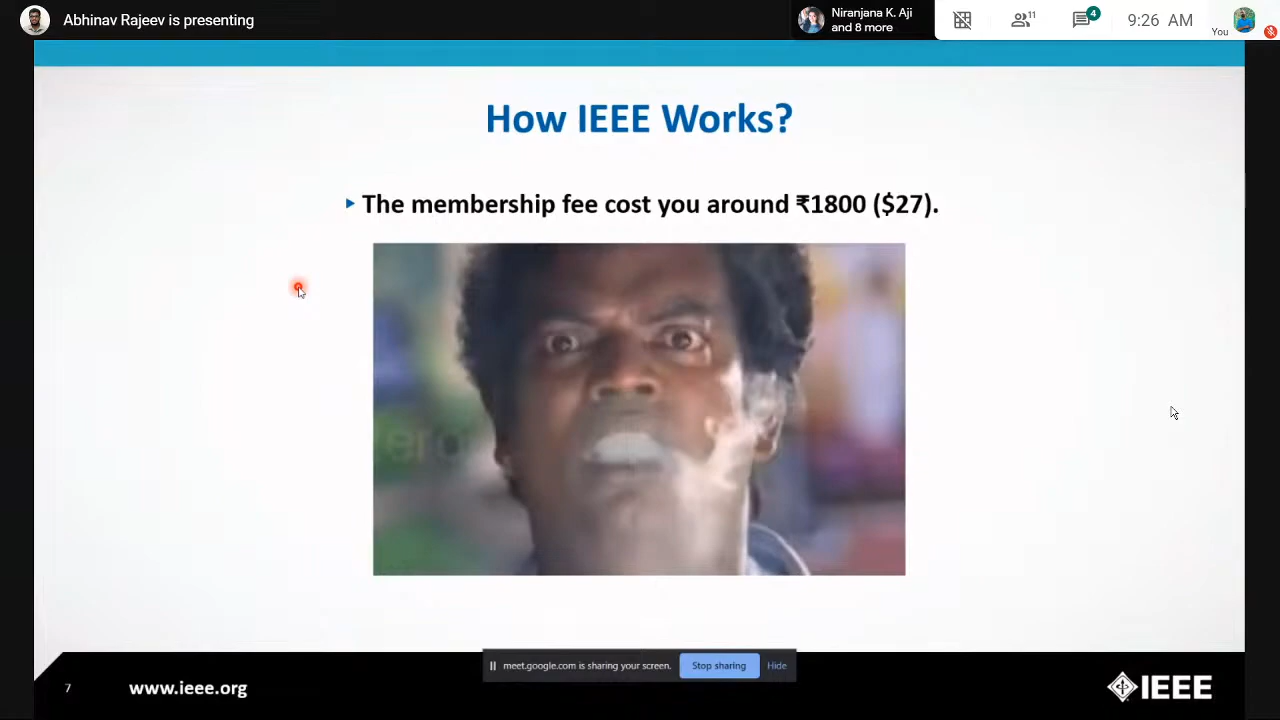 Abhinav Rajeev is presenting
Niranjana K. Aji
and 8 more
11
4
9:26 AM
You
How IEEE Works?
The membership fee cost you around ₹1800 ($27).
meet.google.com is sharing your screen.
Stop sharing
Hide
7
www.ieee.org
IEEE